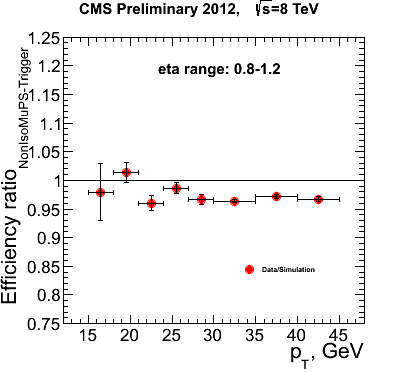 CMS Preliminary 2012, √s=8 TeV
eta range: 0.8-1.2
Efficiency ratio NonIsoMuPS-Trigger
1.25
1.2
1.15
1.1
1.05
1
0.95
0.9
0.85
0.8
0.75
Data/Simulation
15 20 25 30 35 40 45
p_T, GeV